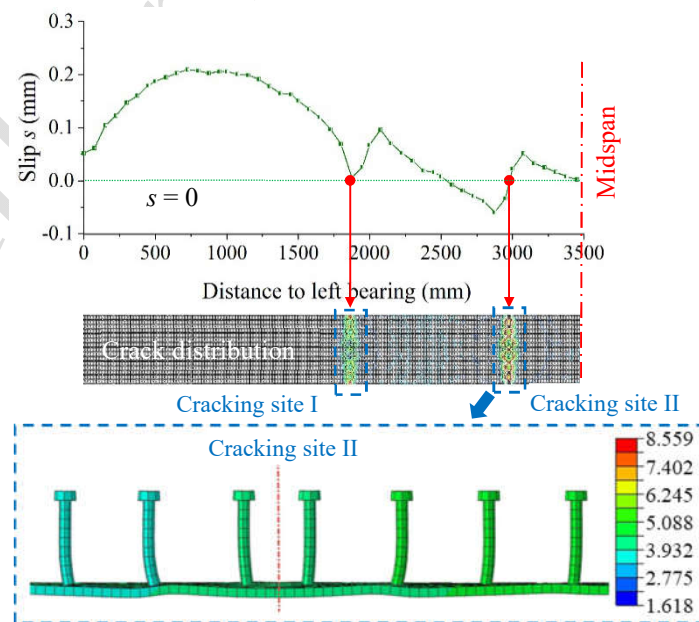 0.3
0.2
0.1
0.0
-0.1
Slip s (mm)
s = 0
Midspan
0 500 1000 1500 2000 2500 3000 3500
Distance to left bearing (mm)
Crack distribution
Cracking site I
Cracking site II
Cracking site II
8.559
7.402
6.245
5.088
3.932
2.775
1.618